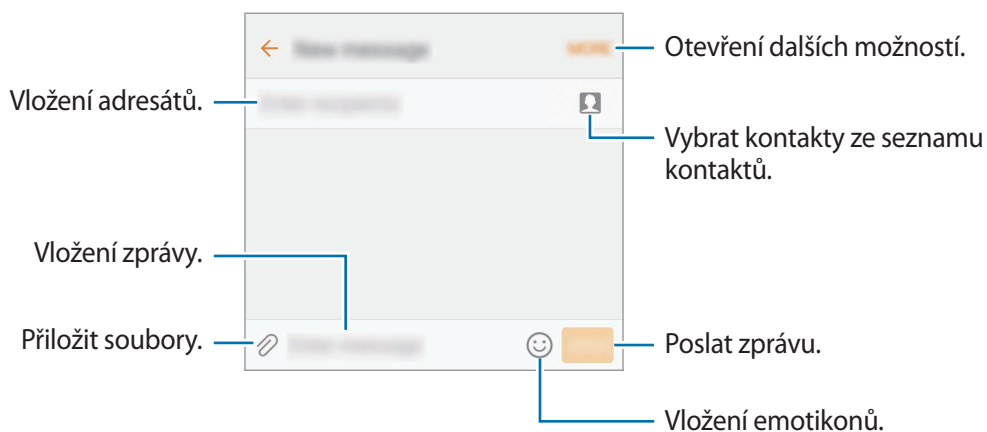 Otevření dalších možností.
Vložení adresátů.
Vybrat kontakty ze seznamu
kontaktů.
Vložení zprávy.
Přiložit soubory.
Poslat zprávu.
Vložení emotikonů.